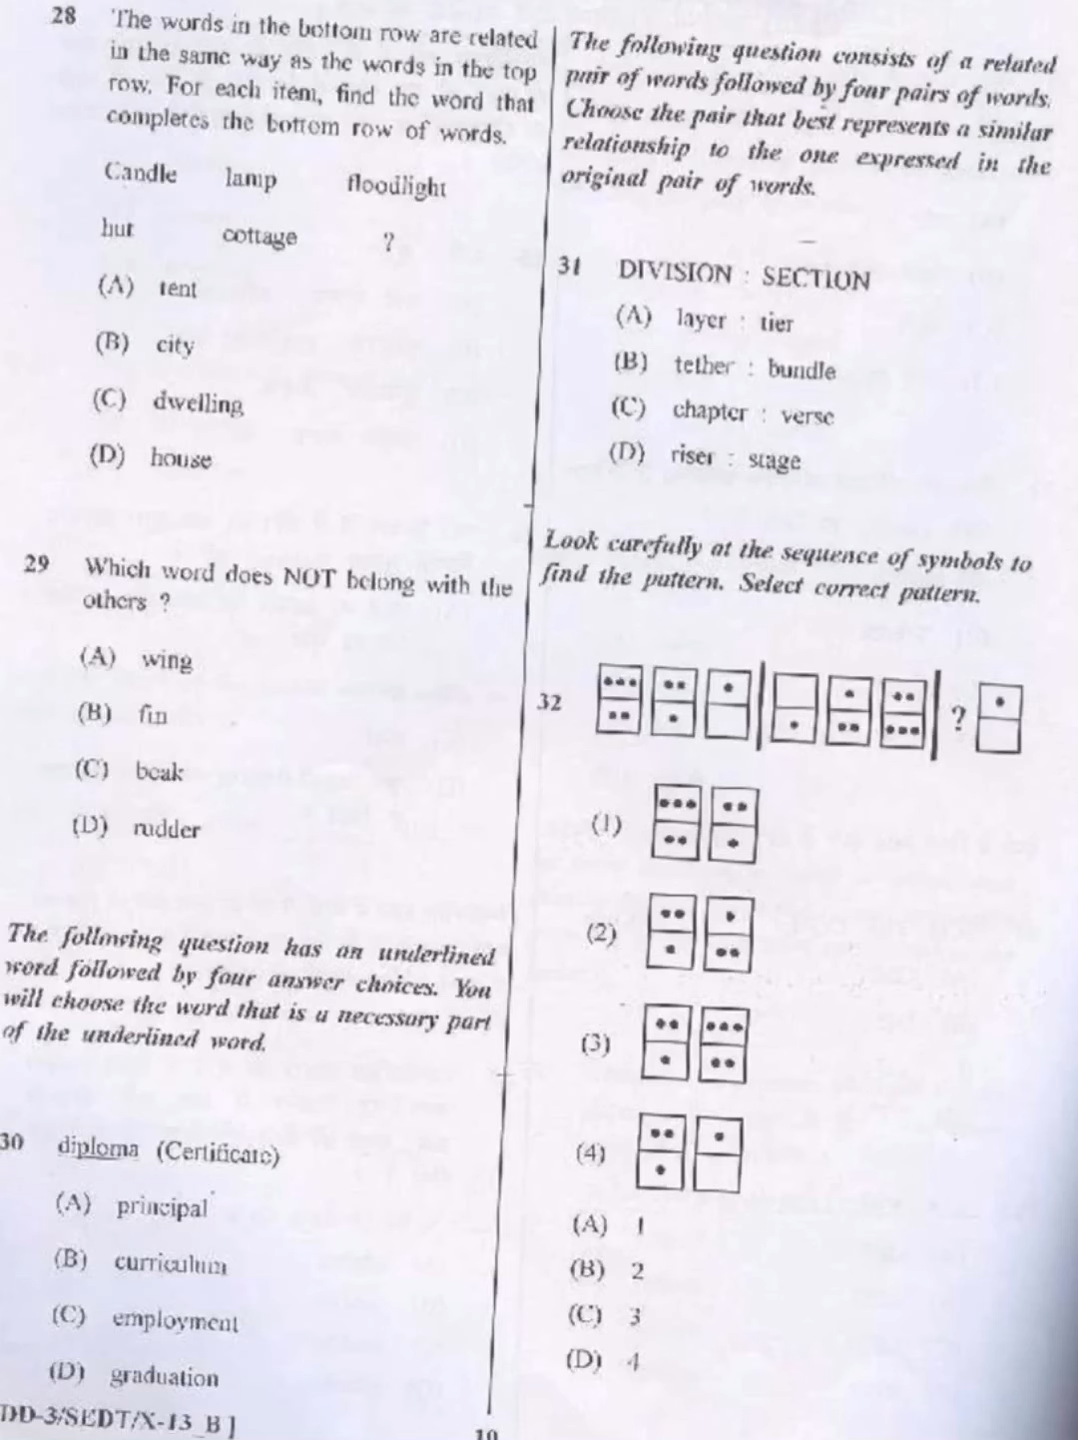 28 The words in the bottom row are related
in the same way as the words in the top
row. For each item, find the word that
completes the bottom row of words.
Candle lamp floodlight
hut cottage ?
(A) tent
(B) city
(C) dwelling
(D) house
29 Which word does NOT belong with the
others ?
(A) wing
(B) fin
(C) beak
(D) rudder
The following question has an underlined
word followed by four answer choices. You
will choose the word that is a necessary part
of the underlined word.
30 diploma (Certificate)
(A) principal
(B) curriculum
(C) employment
(D) graduation
DD-3/SEDT/X-13_B ]
10
The following question consists of a related
pair of words followed by four pairs of words.
Choose the pair that best represents a similar
relationship to the one expressed in the
original pair of words.
31 DIVISION : SECTION
(A) layer : tier
(B) tether : bundle
(C) chapter : verse
(D) riser : stage
Look carefully at the sequence of symbols to
find the pattern. Select correct pattern.
32 ?
(1)
(2)
(3)
(4)
(A) 1
(B) 2
(C) 3
(D) 4